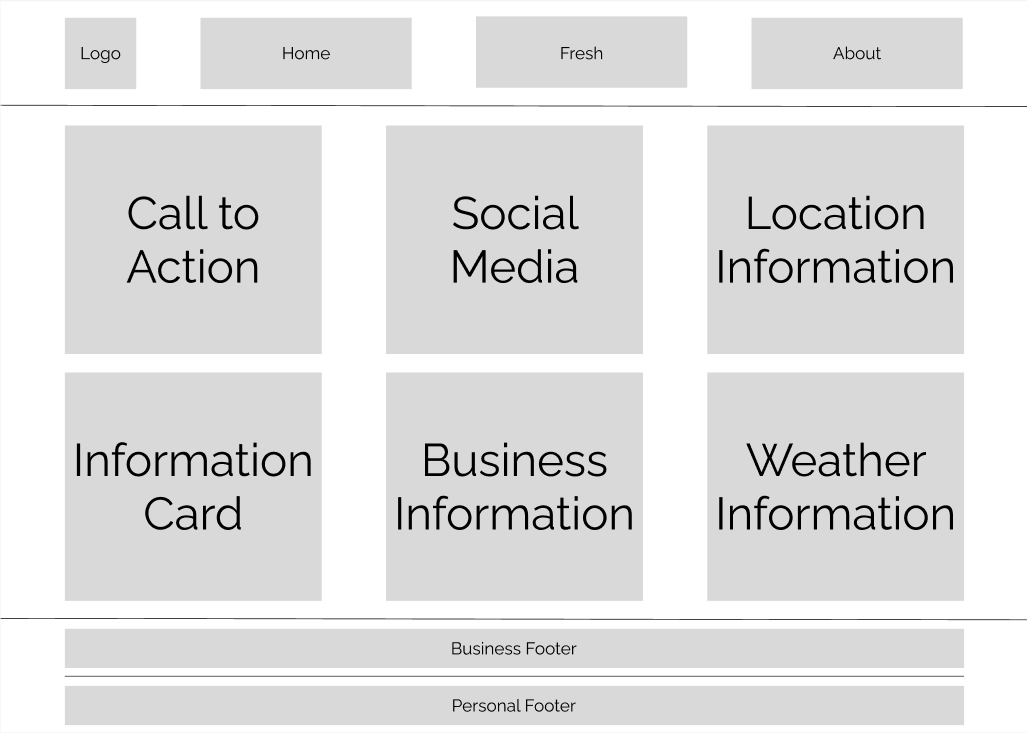 Logo
Home
Fresh
About
Call to
Action
Social
Media
Location
Information
Information
Card
Business
Information
Weather
Information
Business Footer
Personal Footer